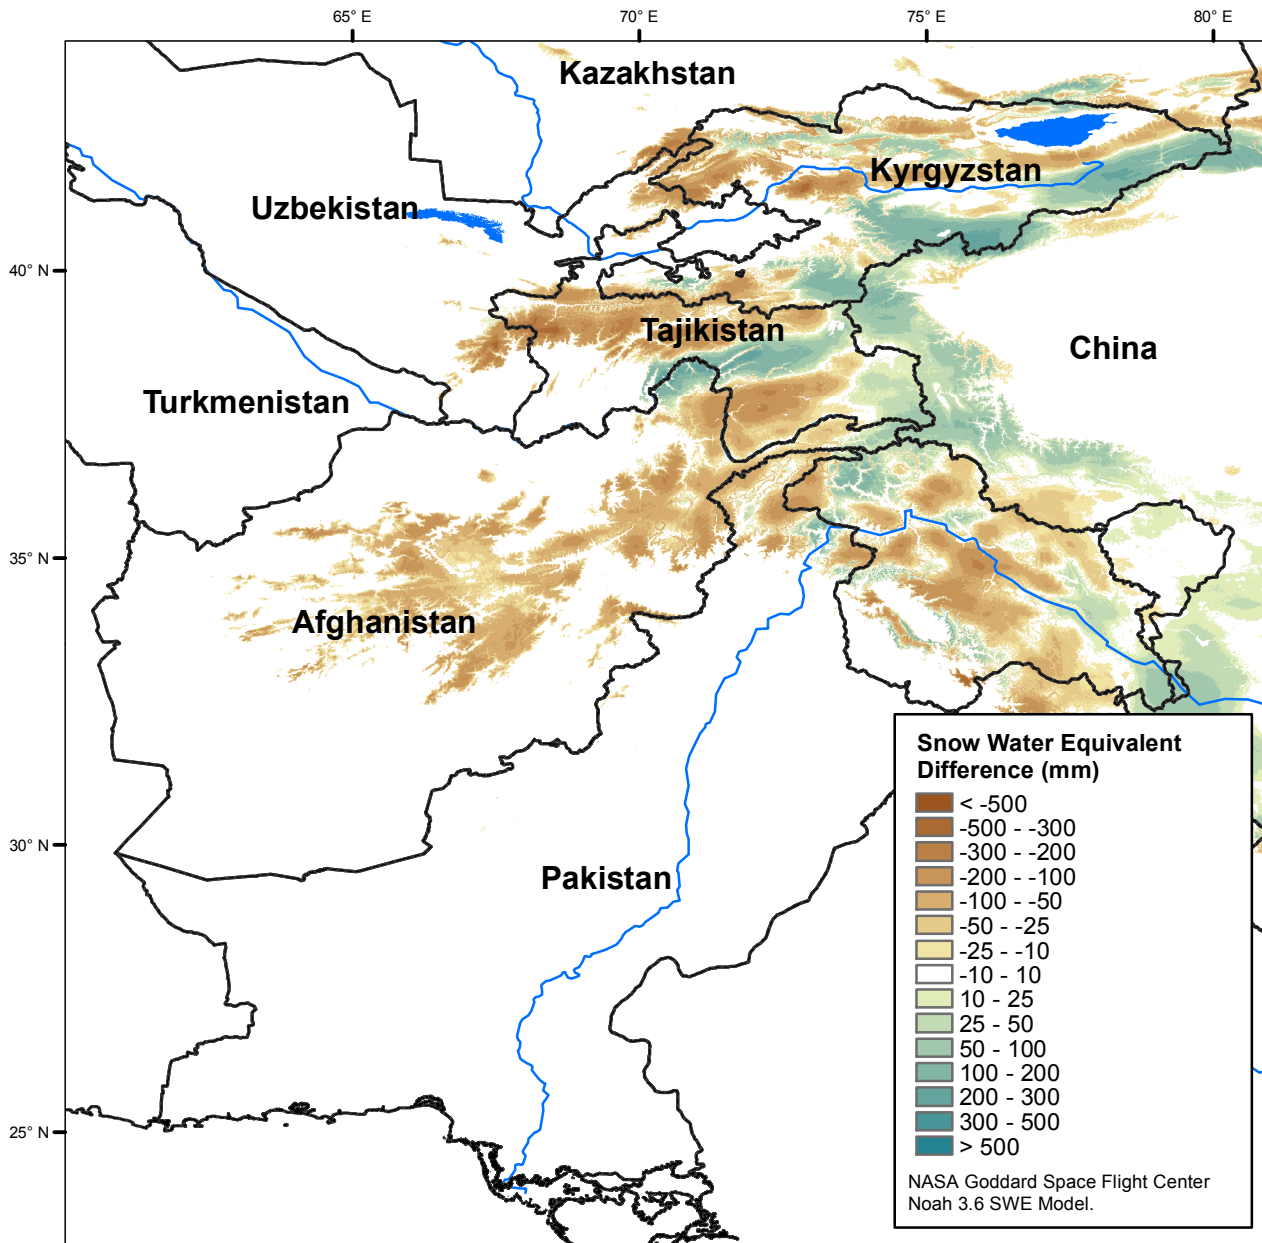 65° E
70° E
75° E
80° E
Kazakhstan
Kyrgyzstan
Uzbekistan
40° N
Tajikistan
China
Turkmenistan
35° N
Afghanistan
Snow Water Equivalent
Difference (mm)
< -500
-500 - -300
-300 - -200
-200 - -100
-100 - -50
-50 - -25
-25 - -10
-10 - 10
10 - 25
25 - 50
50 - 100
100 - 200
200 - 300
300 - 500
> 500
NASA Goddard Space Flight Center
Noah 3.6 SWE Model.
30° N
Pakistan
25° N